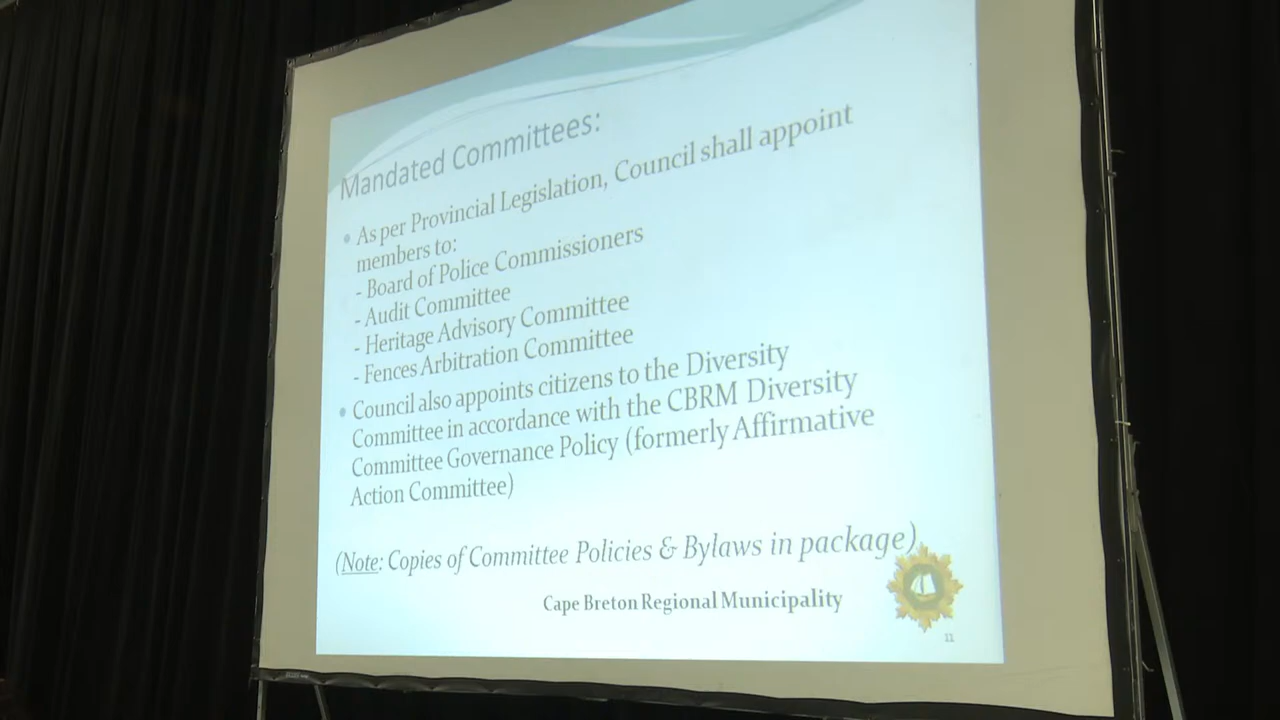 Mandated Committees:
• As per Provincial Legislation, Council shall appoint
members to:
- Board of Police Commissioners
- Audit Committee
- Heritage Advisory Committee
- Fences Arbitration Committee
• Council also appoints citizens to the Diversity
Committee in accordance with the CBRM Diversity
Committee Governance Policy (formerly Affirmative
Action Committee)
(Note: Copies of Committee Policies & Bylaws in package)
Cape Breton Regional Municipality
11